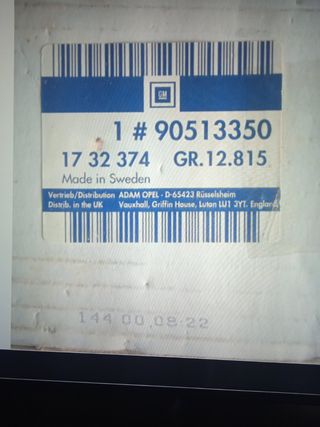 GM
1 # 90513350
17 32 374 GR.12.815
Made in Sweden
Vertrieb/Distribution ADAM OPEL - D-65423 Rüsselsheim
Distrib. in the UK Vauxhall, Griffin House, Luton LU1 3YT. England
144 00 08:22